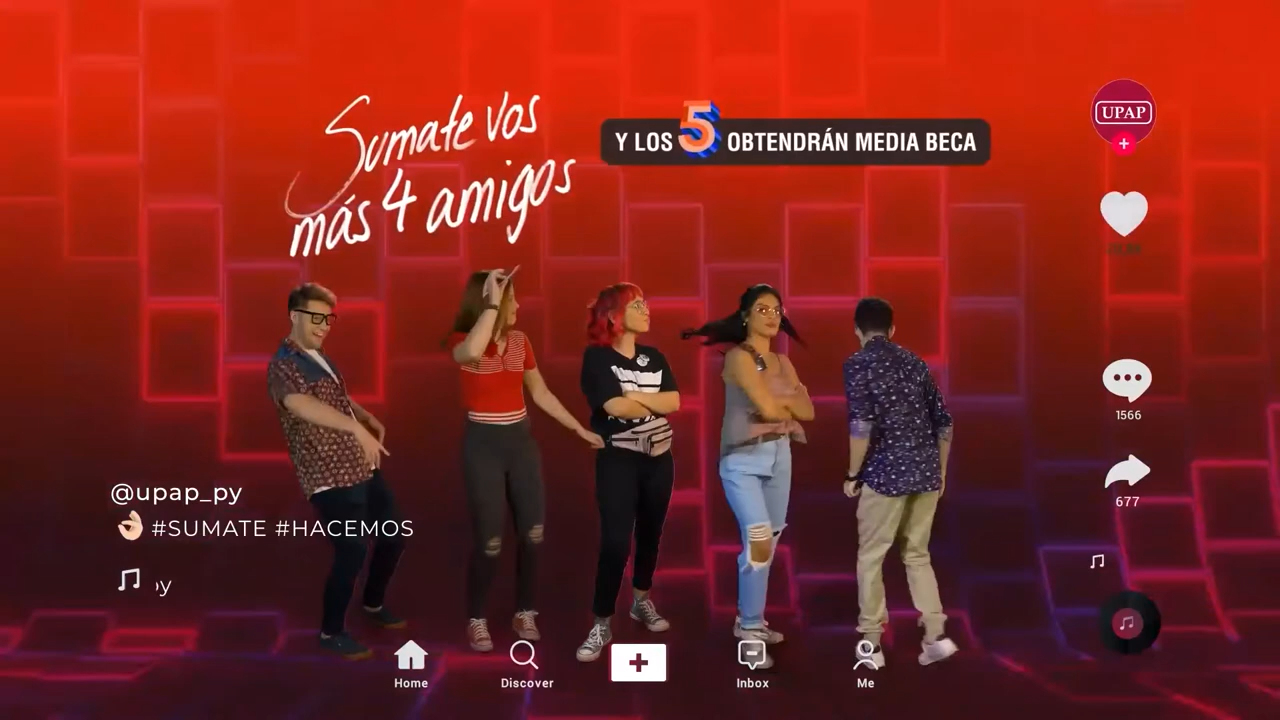 Sumate vos
más 4 amigos
Y LOS 5 OBTENDRÁN MEDIA BECA
UPAP
1566
677
@upap_py
👌🏻 #SUMATE #HACEMOS
py
Home
Discover
Inbox
Me